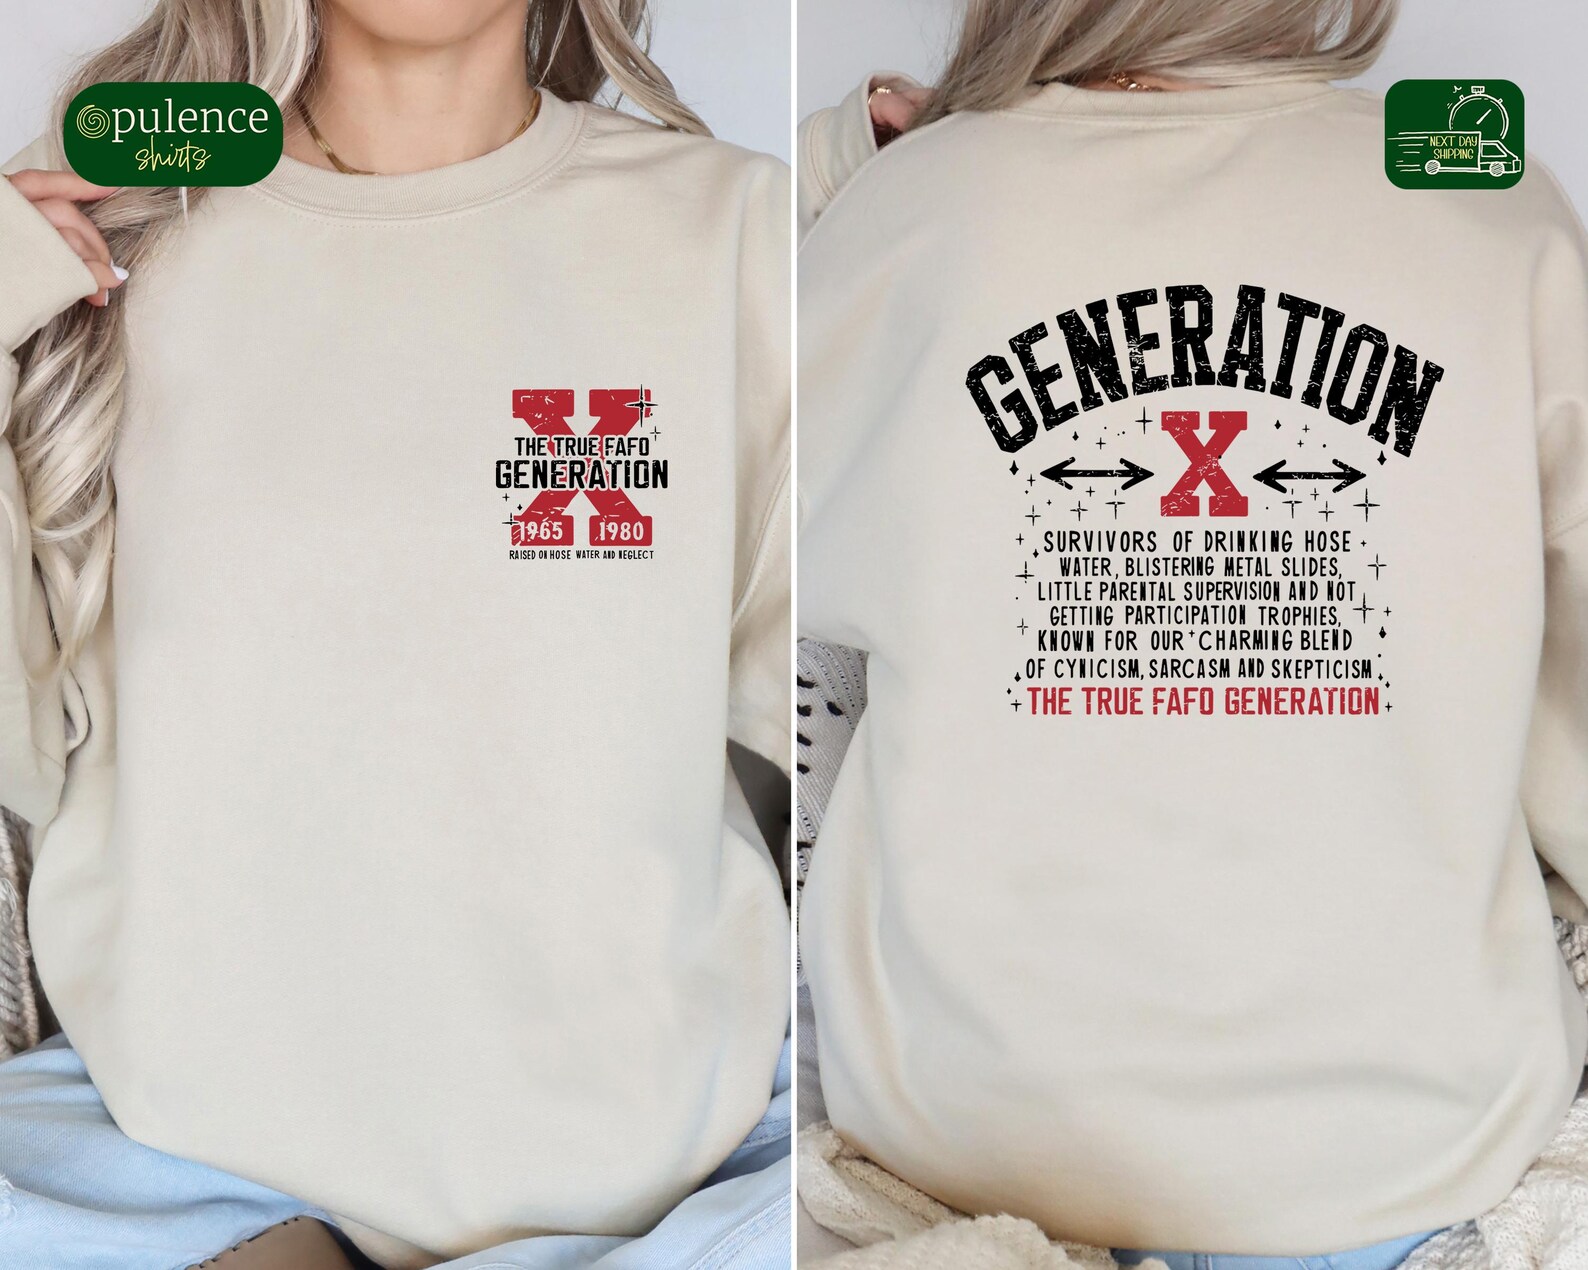 Opulence
shirts
X
THE TRUE FAFO
GENERATION
1965 1980
RAISED ON HOSE WATER AND NEGLECT
NEXT DAY
SHIPPING
GENERATION
X
SURVIVORS OF DRINKING HOSE
WATER, BLISTERING METAL SLIDES,
LITTLE PARENTAL SUPERVISION AND NOT
GETTING PARTICIPATION TROPHIES,
KNOWN FOR OUR CHARMING BLEND
OF CYNICISM, SARCASM AND SKEPTICISM
THE TRUE FAFO GENERATION